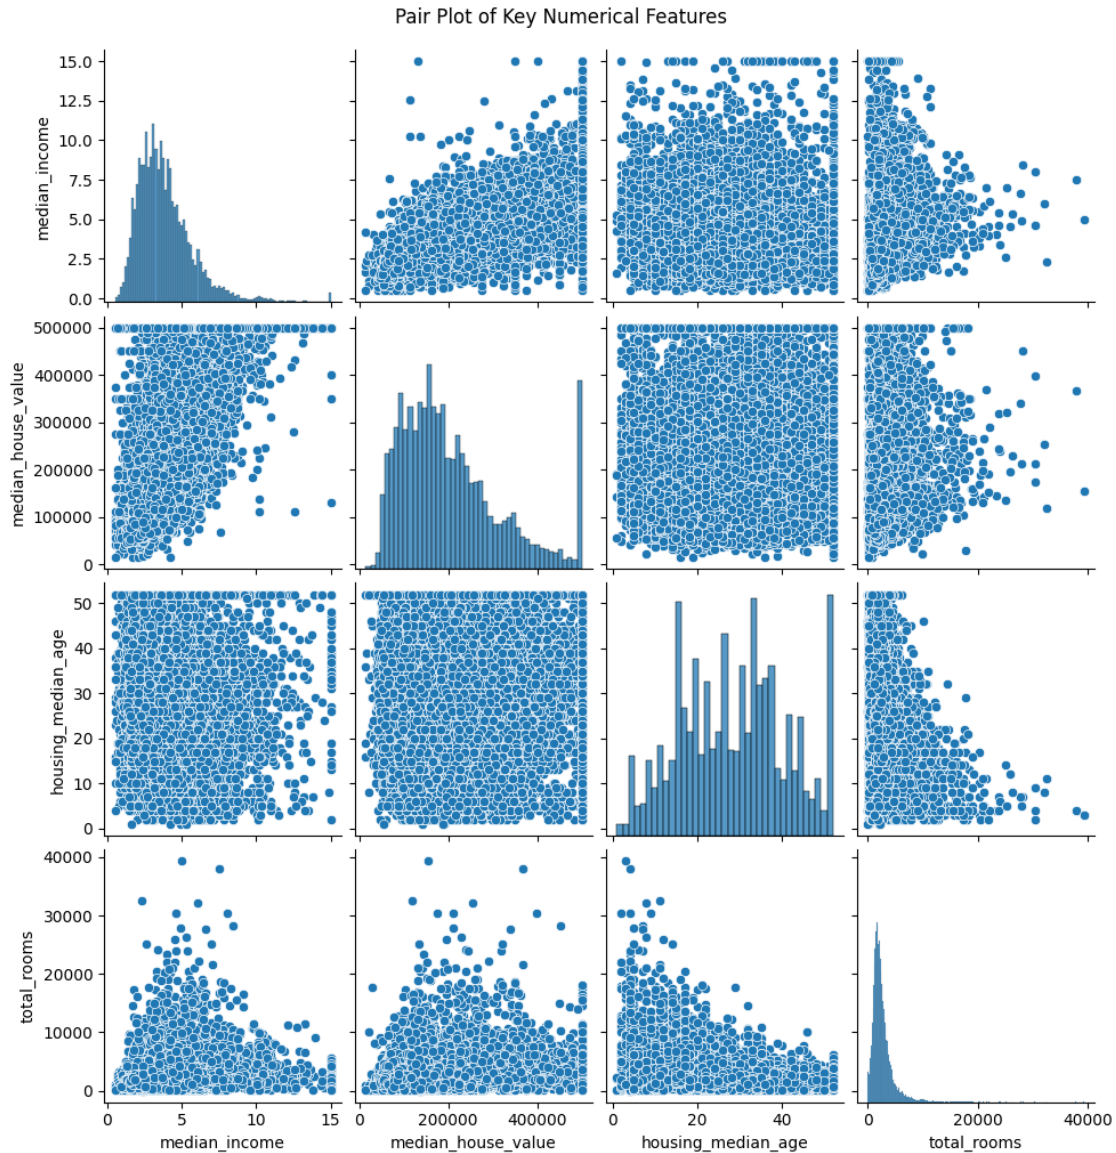 Pair Plot of Key Numerical Features
15.0
12.5
10.0
7.5
5.0
2.5
0.0
median_income
500000
400000
300000
200000
100000
0
median_house_value
50
40
30
20
10
0
housing_median_age
40000
30000
20000
10000
0
total_rooms
0 5 10 15
median_income
200000 400000
median_house_value
0 20 40
housing_median_age
0 20000 40000
total_rooms